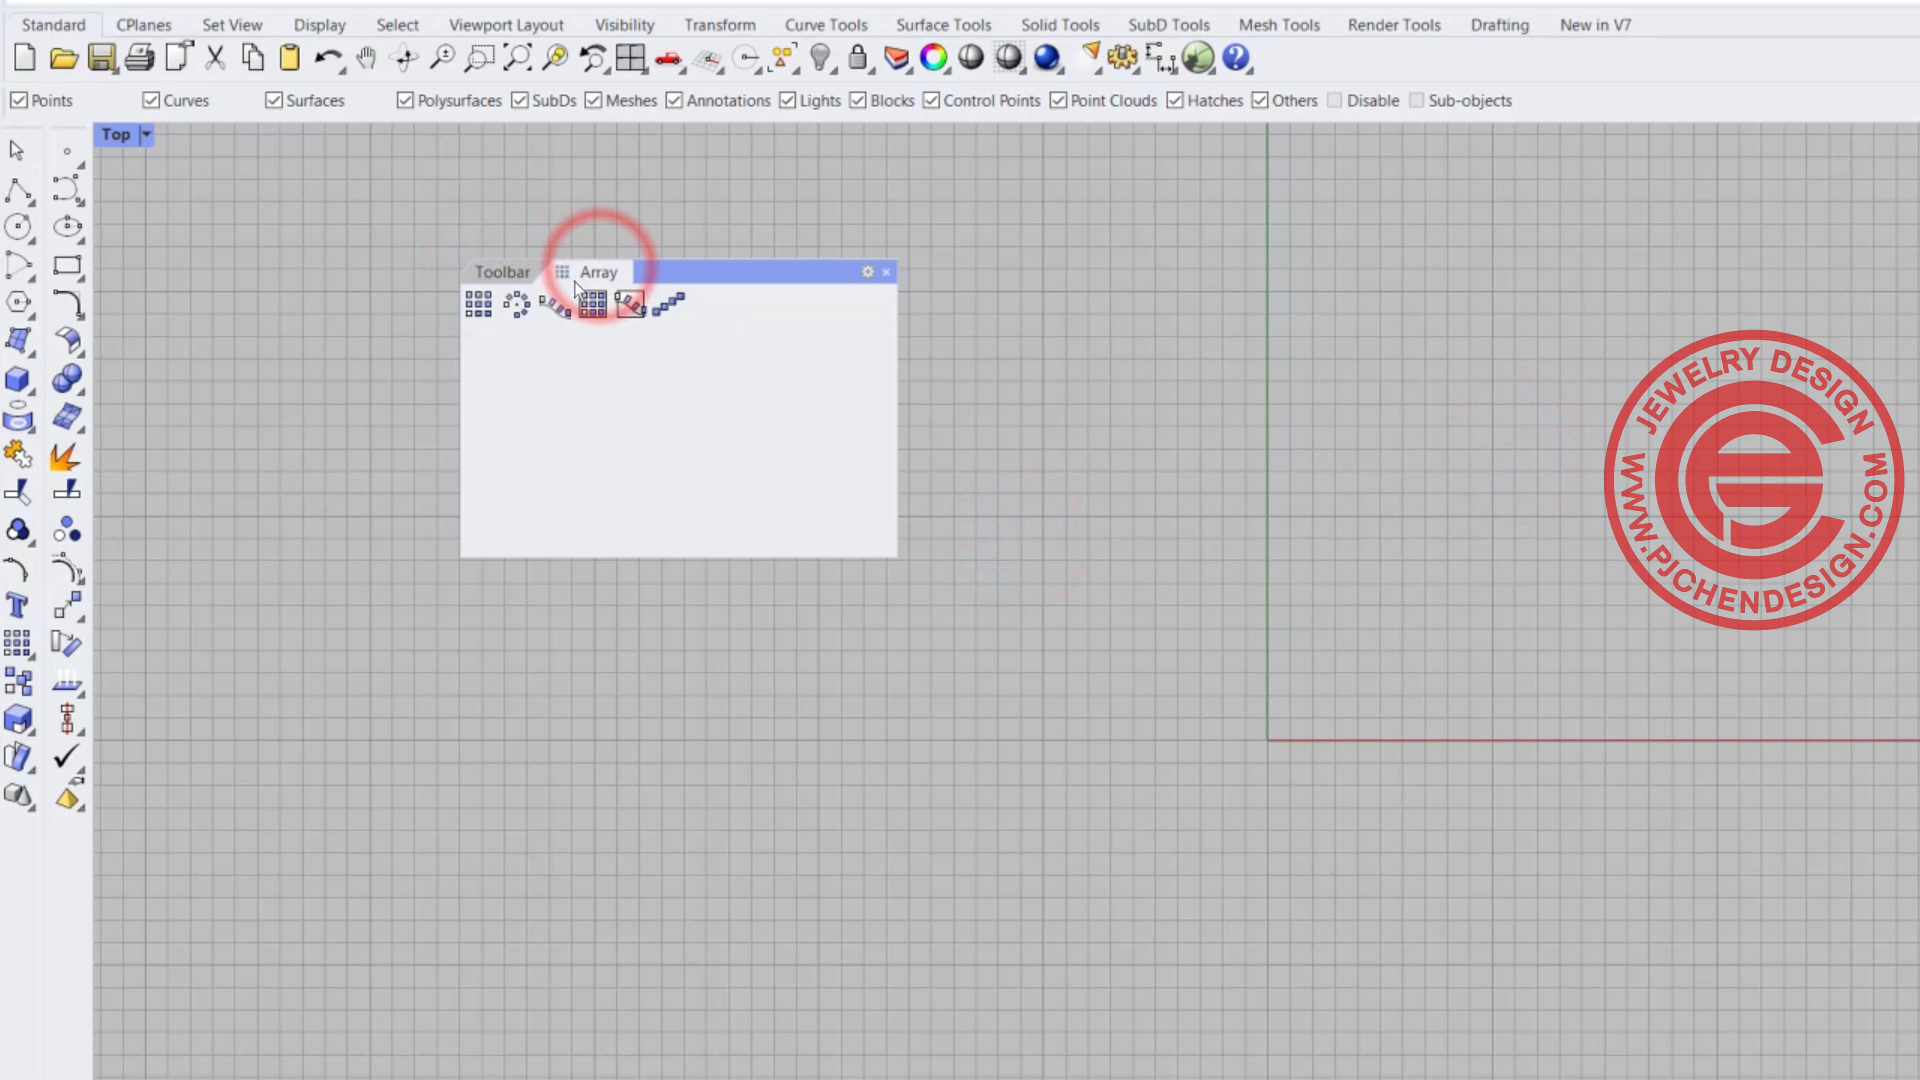 Standard CPlanes Set View Display Select Viewport Layout Visibility Transform Curve Tools Surface Tools Solid Tools SubD Tools Mesh Tools Render Tools Drafting New in V7
Points Curves Surfaces Polysurfaces SubDs Meshes Annotations Lights Blocks Control Points Point Clouds Hatches Others Disable Sub-objects
Top
Toolbar Array
JEWELRY DESIGN
WWW.PJCHENDESIGN.COM